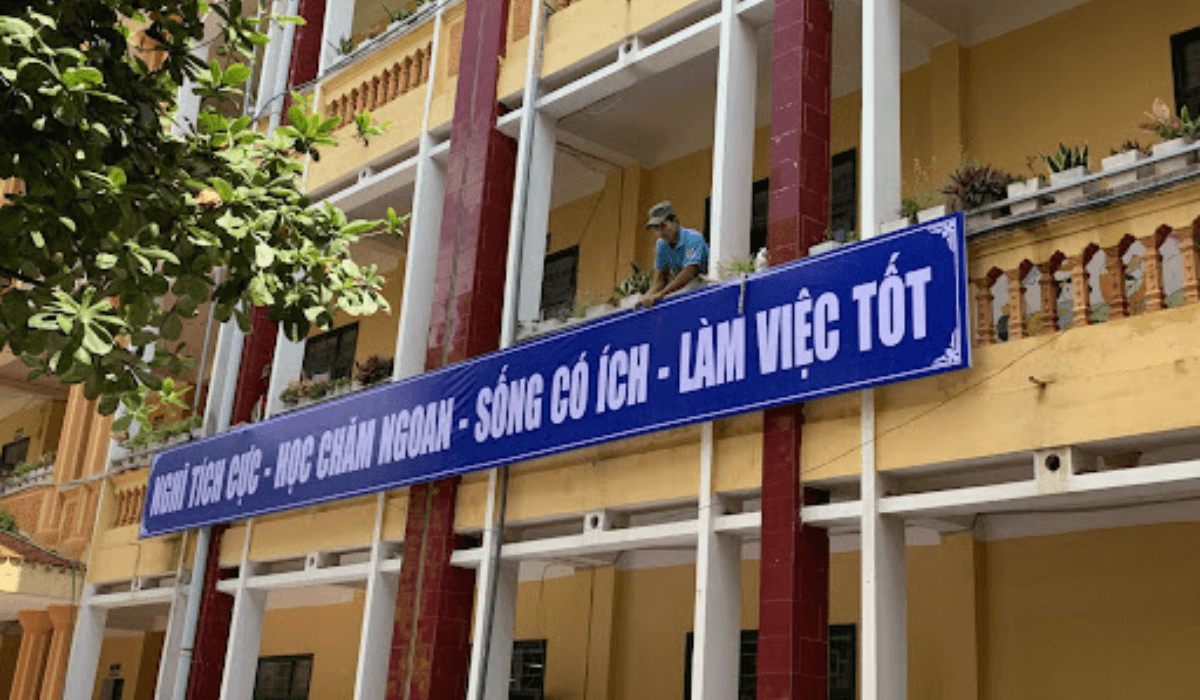 NGHĨ TÍCH CỰC - HỌC CHĂM NGOAN - SỐNG CÓ ÍCH - LÀM VIỆC TỐT